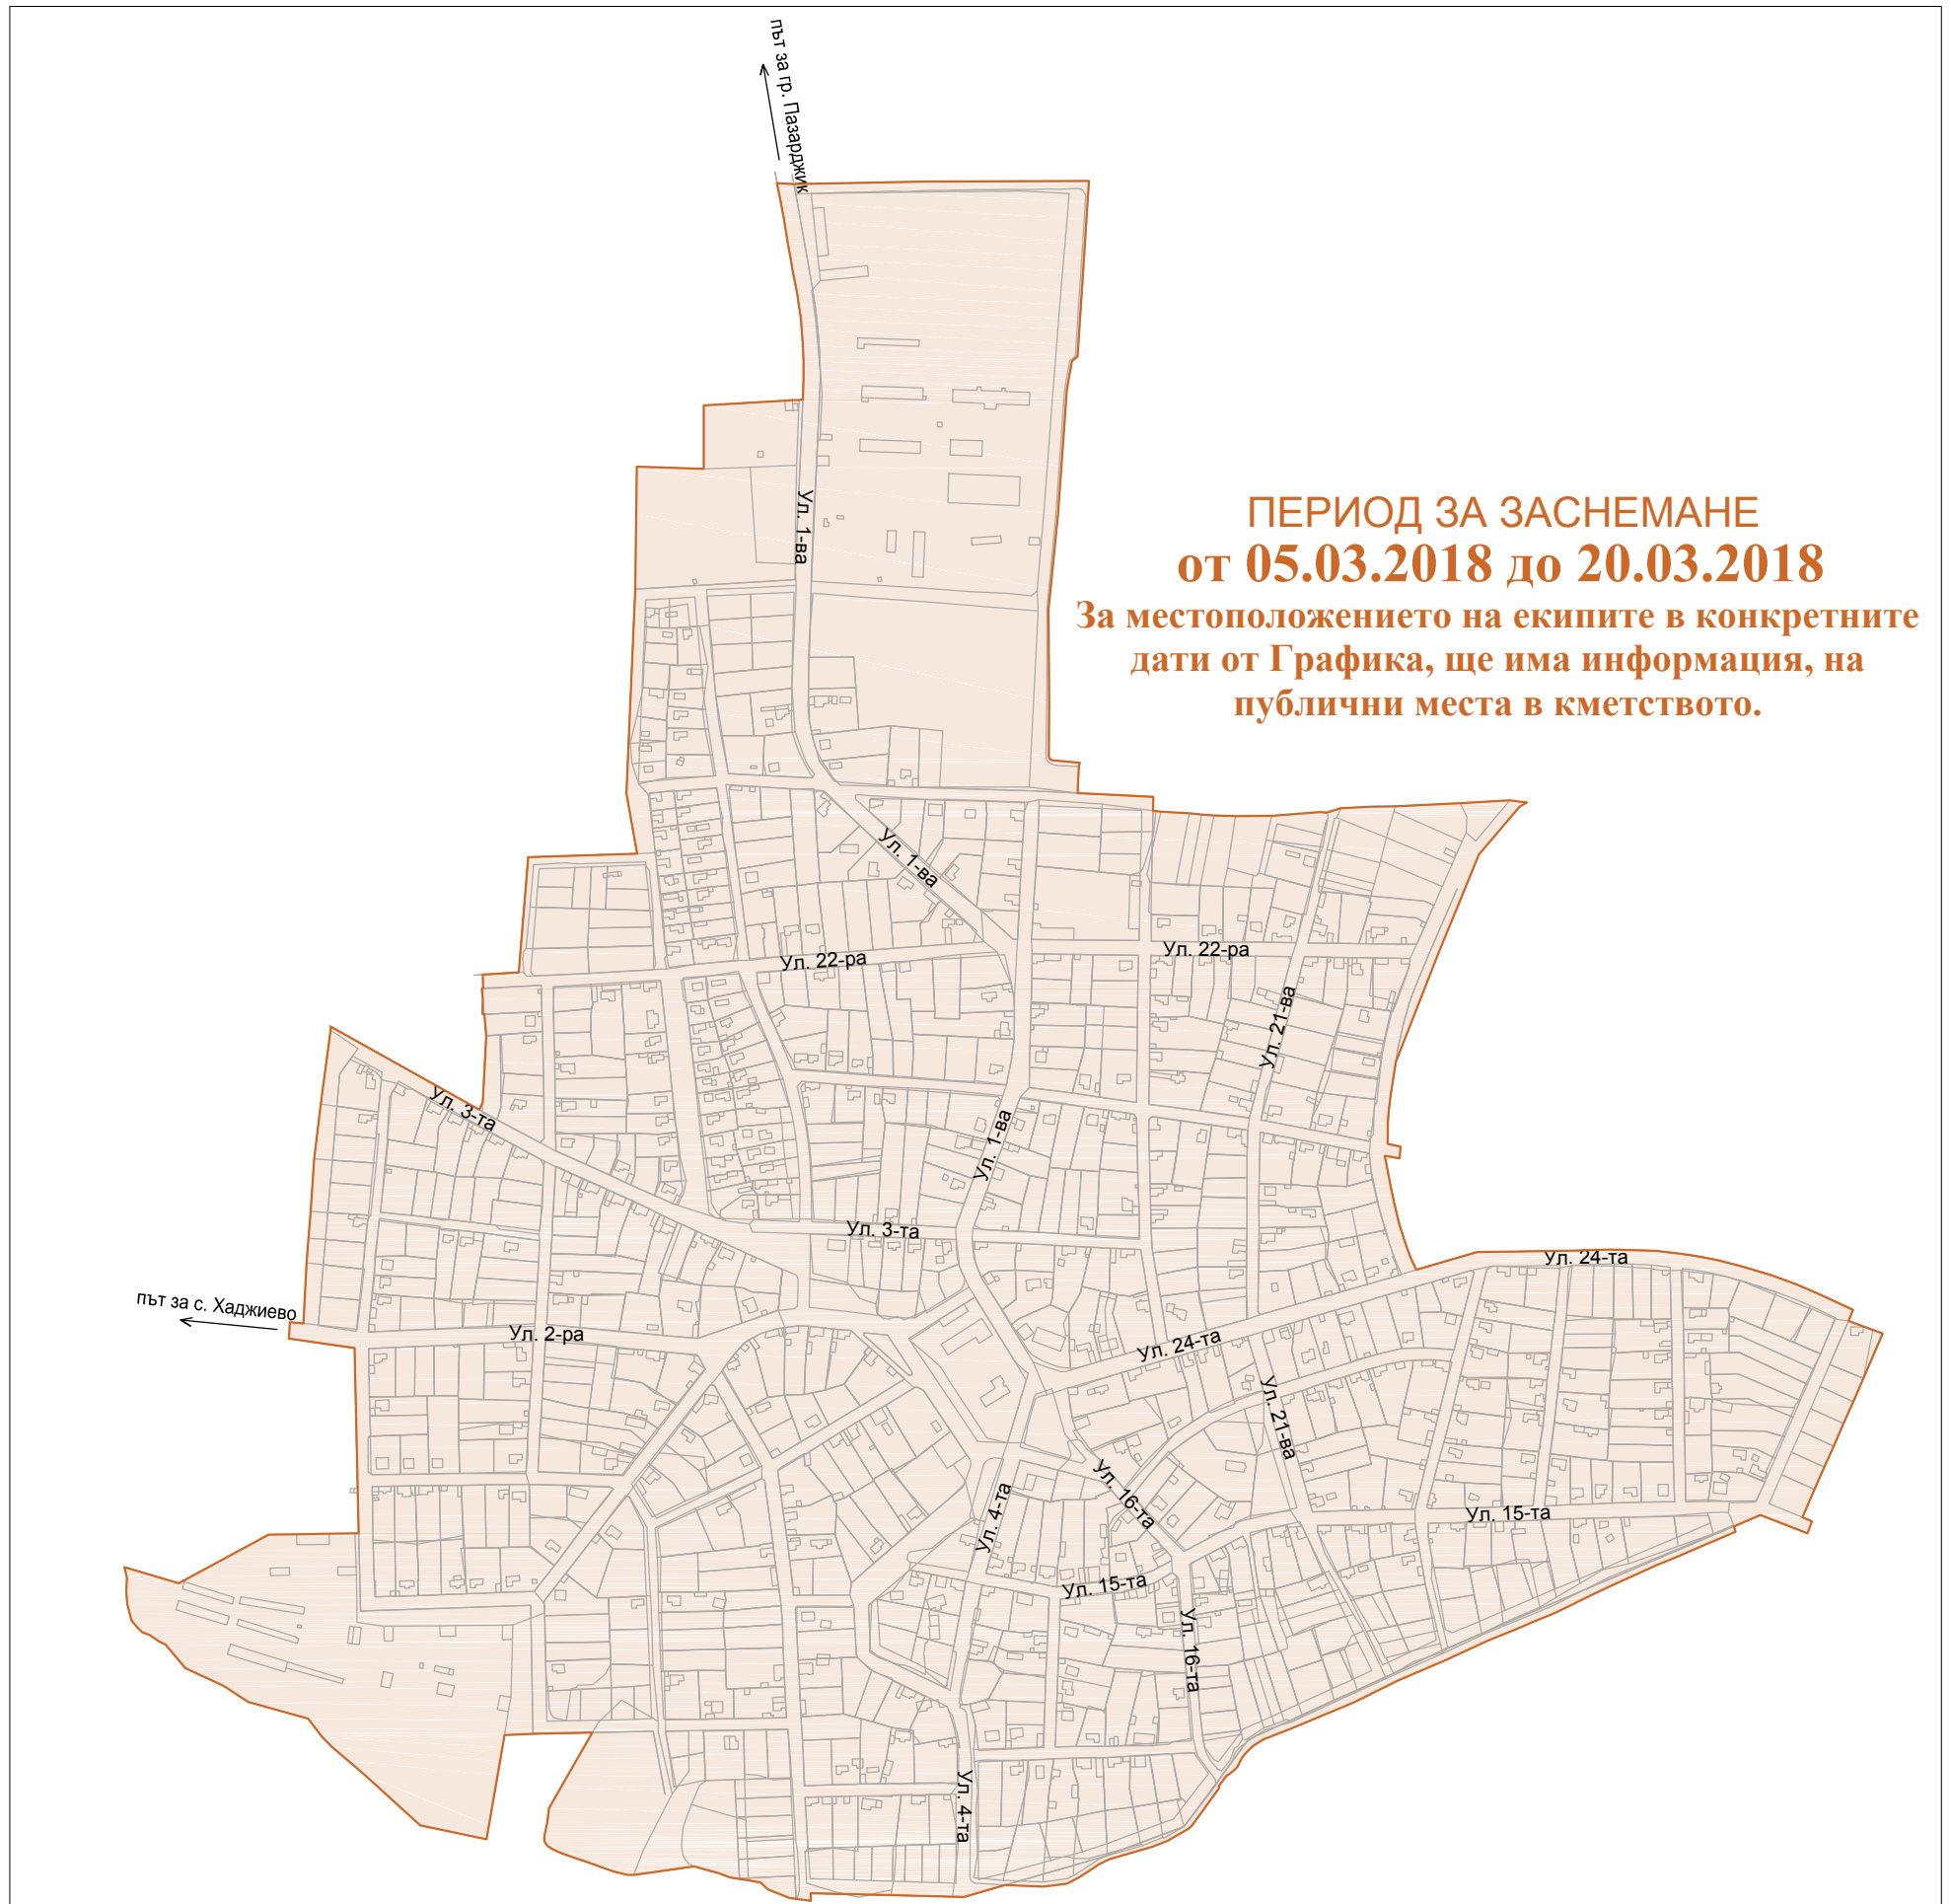 път за гр. Пазарджик
Ул. 1-ва
ПЕРИОД ЗА ЗАСНЕМАНЕ
от 05.03.2018 до 20.03.2018
За местоположението на екипите в конкретните
дати от Графика, ще има информация, на
публични места в кметството.
Ул. 1-ва
Ул. 22-ра
Ул. 22-ра
Ул. 21-ва
Ул. 3-та
Ул. 1-ва
Ул. 3-та
Ул. 24-та
път за с. Хаджиево
Ул. 2-ра
Ул. 24-та
Ул. 21-ва
Ул. 16-та
Ул. 4-та
Ул. 15-та
Ул. 15-та
Ул. 16-та
Ул. 4-та